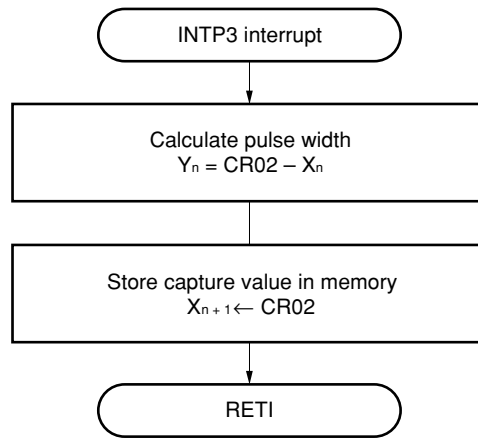 INTP3 interrupt
Calculate pulse width
Yn = CR02 – Xn
Store capture value in memory
Xn + 1 ← CR02
RETI